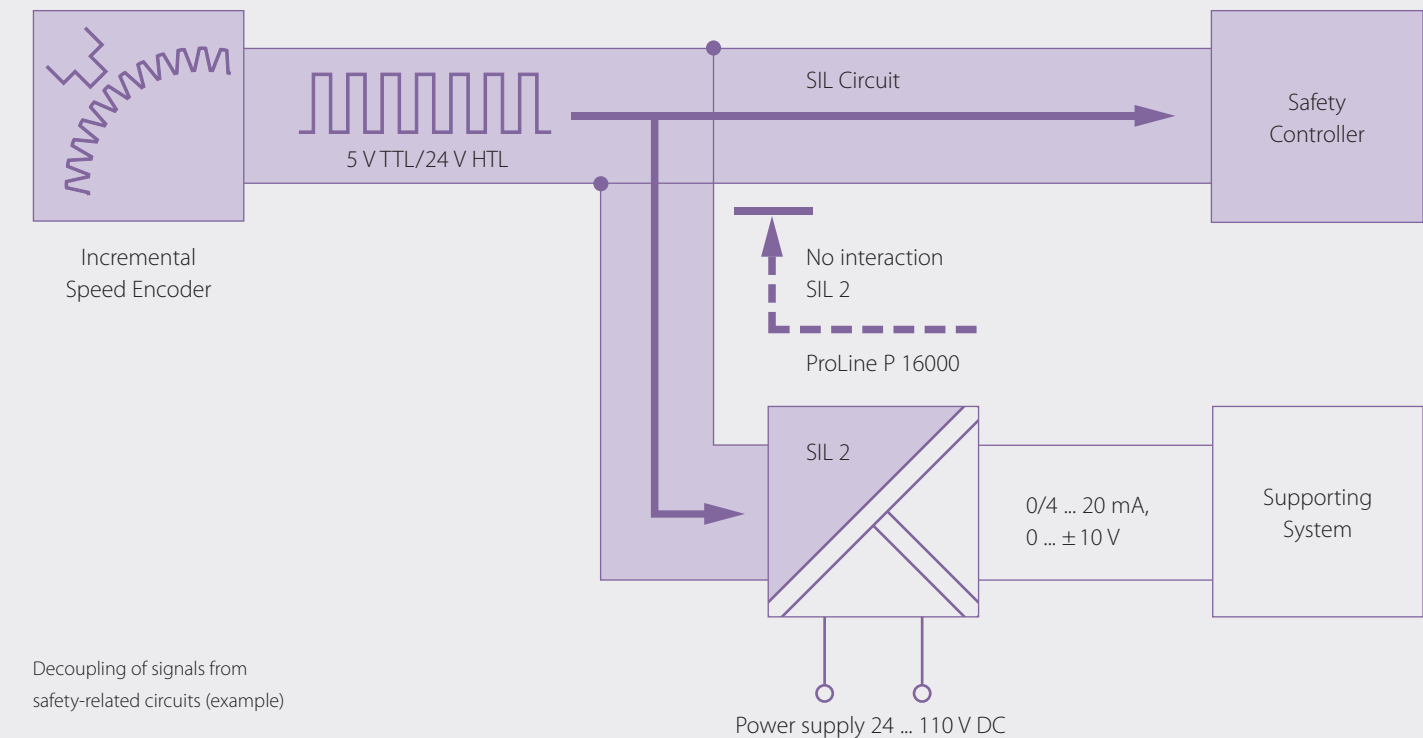 SIL Circuit
Safety
Controller
5 V TTL/24 V HTL
Incremental
Speed Encoder
No interaction
SIL 2
ProLine P 16000
SIL 2
0/4 ... 20 mA,
0 ... ± 10 V
Supporting
System
Decoupling of signals from
safety-related circuits (example)
Power supply 24 ... 110 V DC